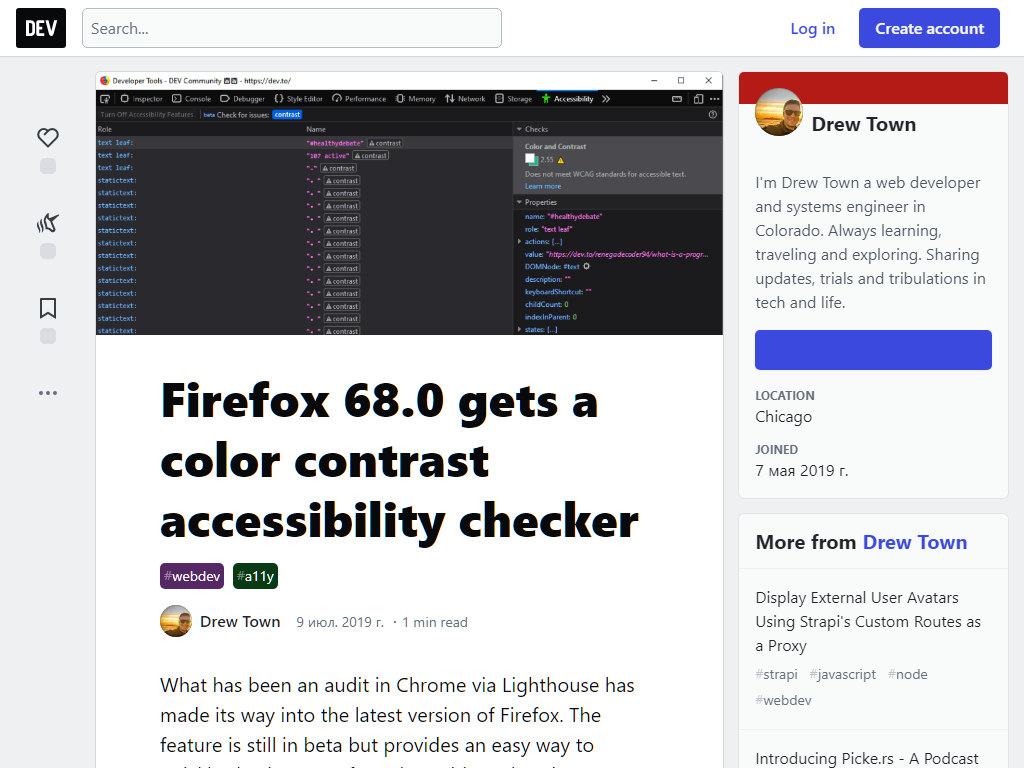 DEV
Search...
Log in
Create account
Developer Tools - DEV Community - https://dev.to/
Inspector Console Debugger Style Editor Performance Memory Network Storage Accessibility
Turn Off Accessibility Features beta Check for issues: contrast
Role Name
text leaf: "#healthydebate" contrast
text leaf: "107 active" contrast
text leaf: "·" contrast
statictext: "• " contrast
statictext: "• " contrast
statictext: "• " contrast
statictext: "• " contrast
statictext: "• " contrast
statictext: "• " contrast
statictext: "• " contrast
statictext: "• " contrast
statictext: "• " contrast
statictext: "• " contrast
statictext: "• " contrast
statictext: "• " contrast
statictext: "• " contrast
Checks
Color and Contrast
2.55
Does not meet WCAG standards for accessible text.
Learn more
Properties
name: "#healthydebate"
role: "text leaf"
actions: [...]
value: "https://dev.to/renegadecoder94/what-is-a-progr...
DOMNode: #text
description: ""
keyboardShortcut: ""
childCount: 0
indexInParent: 0
states: [...]
Firefox 68.0 gets a
color contrast
accessibility checker
#webdev #a11y
Drew Town 9 июл. 2019 г. · 1 min read
What has been an audit in Chrome via Lighthouse has
made its way into the latest version of Firefox. The
feature is still in beta but provides an easy way to
Drew Town
I'm Drew Town a web developer
and systems engineer in
Colorado. Always learning,
traveling and exploring. Sharing
updates, trials and tribulations in
tech and life.
LOCATION
Chicago
JOINED
7 мая 2019 г.
More from Drew Town
Display External User Avatars
Using Strapi's Custom Routes as
a Proxy
#strapi #javascript #node
#webdev
Introducing Picke.rs - A Podcast